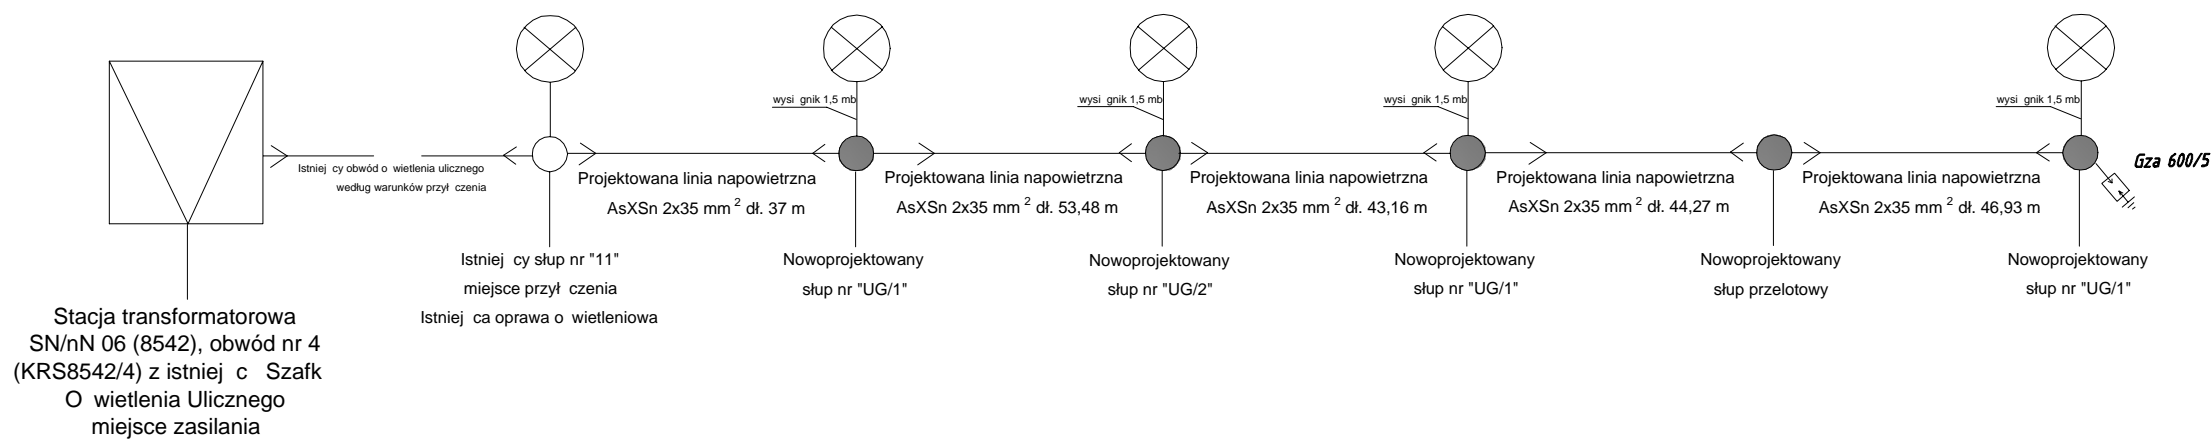 wysi gnik 1,5 mb
wysi gnik 1,5 mb
wysi gnik 1,5 mb
wysi gnik 1,5 mb
Istniej cy obwód o wietlenia ulicznego
według warunków przył czenia
Projektowana linia napowietrzna
AsXSn 2x35 mm 2 dł. 37 m
Projektowana linia napowietrzna
AsXSn 2x35 mm 2 dł. 53,48 m
Projektowana linia napowietrzna
AsXSn 2x35 mm 2 dł. 43,16 m
Projektowana linia napowietrzna
AsXSn 2x35 mm 2 dł. 44,27 m
Projektowana linia napowietrzna
AsXSn 2x35 mm 2 dł. 46,93 m
Gza 600/5
Stacja transformatorowa
SN/nN 06 (8542), obwód nr 4
(KRS8542/4) z istniej c Szafk
O wietlenia Ulicznego
miejsce zasilania
Istniej cy słup nr "11"
miejsce przył czenia
Istniej ca oprawa o wietleniowa
Nowoprojektowany
słup nr "UG/1"
Nowoprojektowany
słup nr "UG/2"
Nowoprojektowany
słup nr "UG/1"
Nowoprojektowany
słup przelotowy
Nowoprojektowany
słup nr "UG/1"